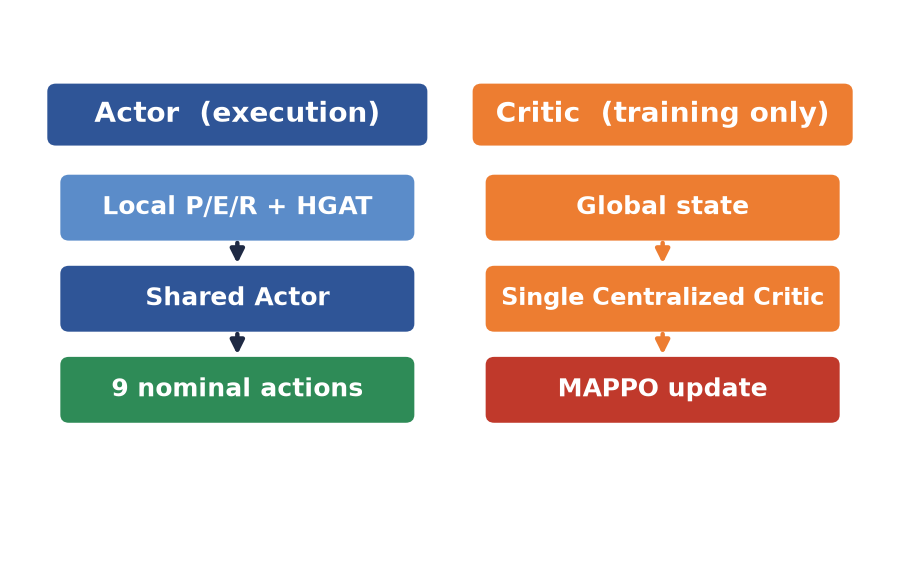 Actor (execution)
Local P/E/R + HGAT
Shared Actor
9 nominal actions
Critic (training only)
Global state
Single Centralized Critic
MAPPO update